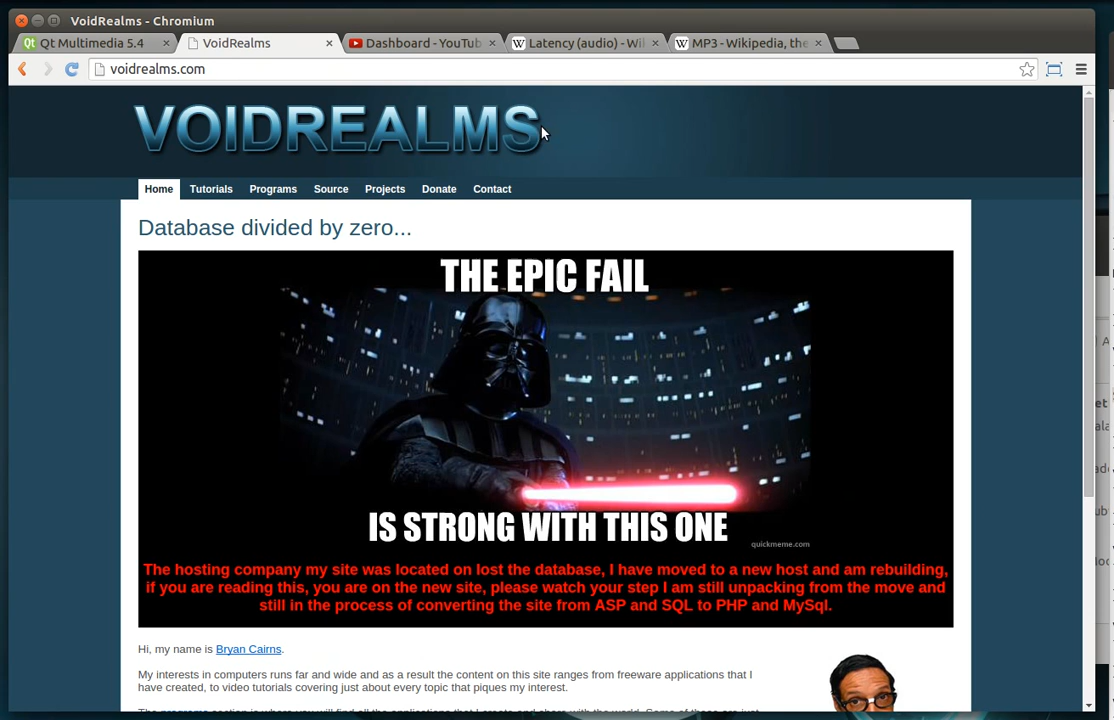 VoidRealms - Chromium
Qt Multimedia 5.4
VoidRealms
Dashboard - YouTub
Latency (audio) - Wi
MP3 - Wikipedia, the
voidrealms.com
VOIDREALMS
Home Tutorials Programs Source Projects Donate Contact
Database divided by zero...
THE EPIC FAIL
IS STRONG WITH THIS ONE
quickmeme.com
The hosting company my site was located on lost the database, I have moved to a new host and am rebuilding,
if you are reading this, you are on the new site, please watch your step I am still unpacking from the move and
still in the process of converting the site from ASP and SQL to PHP and MySql.
Hi, my name is Bryan Cairns.
My interests in computers runs far and wide and as a result the content on this site ranges from freeware applications that I
have created, to video tutorials covering just about every topic that piques my interest.